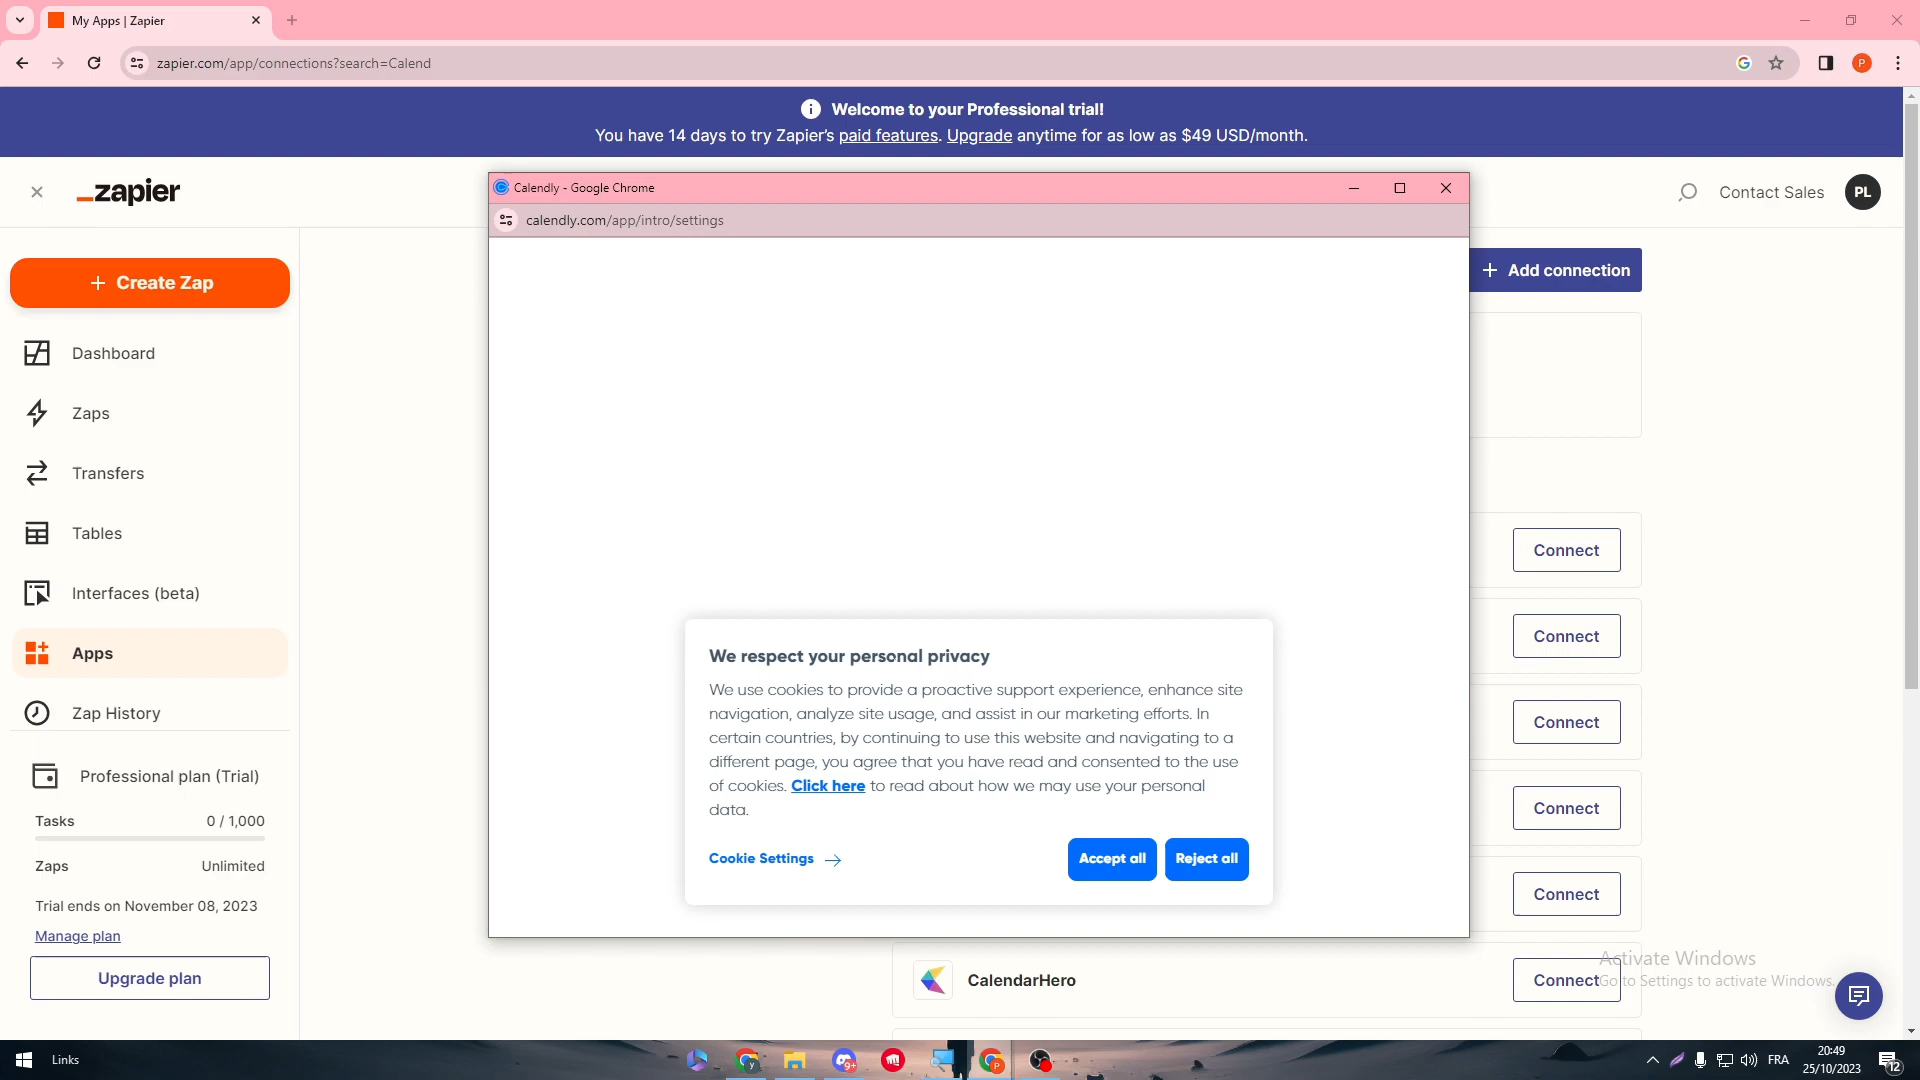 My Apps | Zapier
zapier.com/app/connections?search=Calend
P
Welcome to your Professional trial!
You have 14 days to try Zapier's paid features. Upgrade anytime for as low as $49 USD/month.
zapier
Contact Sales
PL
Calendly - Google Chrome
calendly.com/app/intro/settings
Create Zap
Add connection
Dashboard
Zaps
Transfers
Tables
Interfaces (beta)
Apps
Zap History
Connect
Connect
Connect
Connect
Connect
We respect your personal privacy
We use cookies to provide a proactive support experience, enhance site
navigation, analyze site usage, and assist in our marketing efforts. In
certain countries, by continuing to use this website and navigating to a
different page, you agree that you have read and consented to the use
of cookies. Click here to read about how we may use your personal
data.
Cookie Settings
Accept all
Reject all
Professional plan (Trial)
Tasks 0 / 1,000
Zaps Unlimited
Trial ends on November 08, 2023
Manage plan
Upgrade plan
CalendarHero
Connect
Activate Windows
Go to Settings to activate Windows.
Links
y
9+
P
FRA
20:49
25/10/2023
12